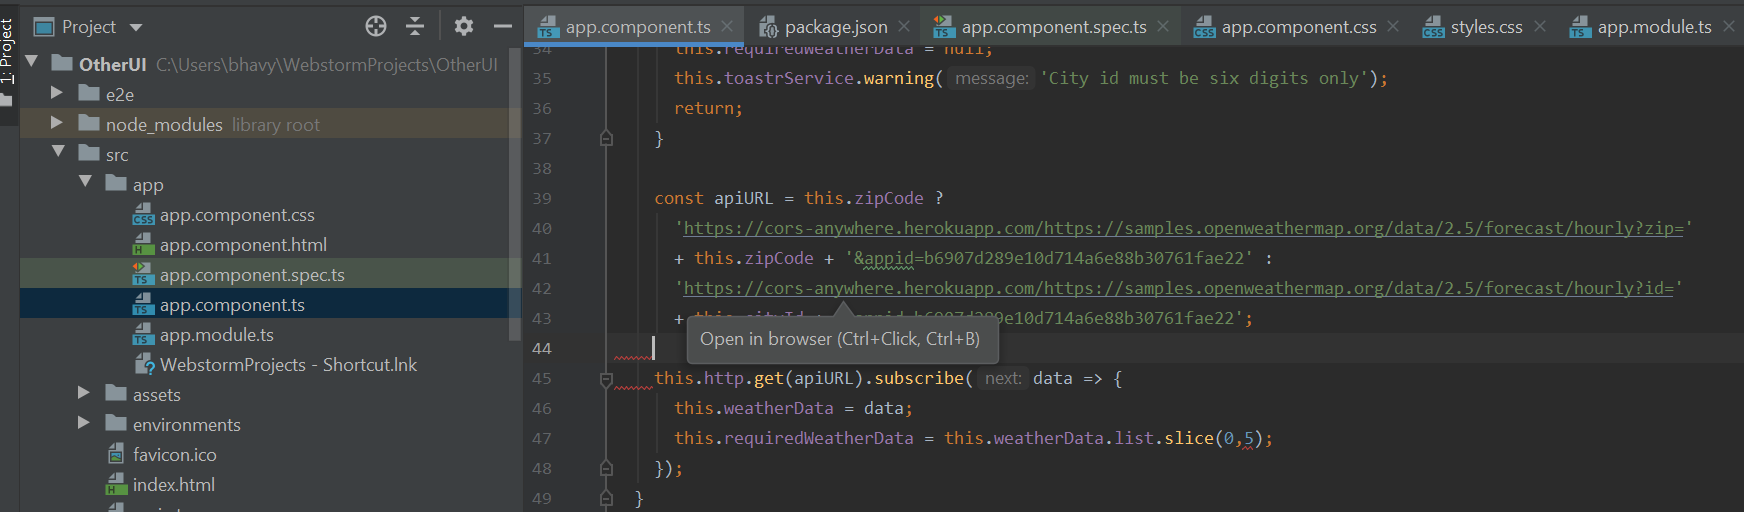 1: Project
Project
OtherUI C:\Users\bhavy\WebstormProjects\OtherUI
e2e
node_modules library root
src
app
app.component.css
app.component.html
app.component.spec.ts
app.component.ts
app.module.ts
WebstormProjects - Shortcut.lnk
assets
environments
favicon.ico
index.html
app.component.ts package.json app.component.spec.ts app.component.css styles.css app.module.ts
34 this.requiredWeatherData = null;
35 this.toastrService.warning( message: 'City id must be six digits only');
36 return;
37 }
38
39 const apiURL = this.zipCode ?
40 'https://cors-anywhere.herokuapp.com/https://samples.openweathermap.org/data/2.5/forecast/hourly?zip='
41 + this.zipCode + '&appid=b6907d289e10d714a6e88b30761fae22' :
42 'https://cors-anywhere.herokuapp.com/https://samples.openweathermap.org/data/2.5/forecast/hourly?id='
43 + this.cityId + '&appid=b6907d289e10d714a6e88b30761fae22';
Open in browser (Ctrl+Click, Ctrl+B)
44
45 this.http.get(apiURL).subscribe( next: data => {
46 this.weatherData = data;
47 this.requiredWeatherData = this.weatherData.list.slice(0,5);
48 });
49 }